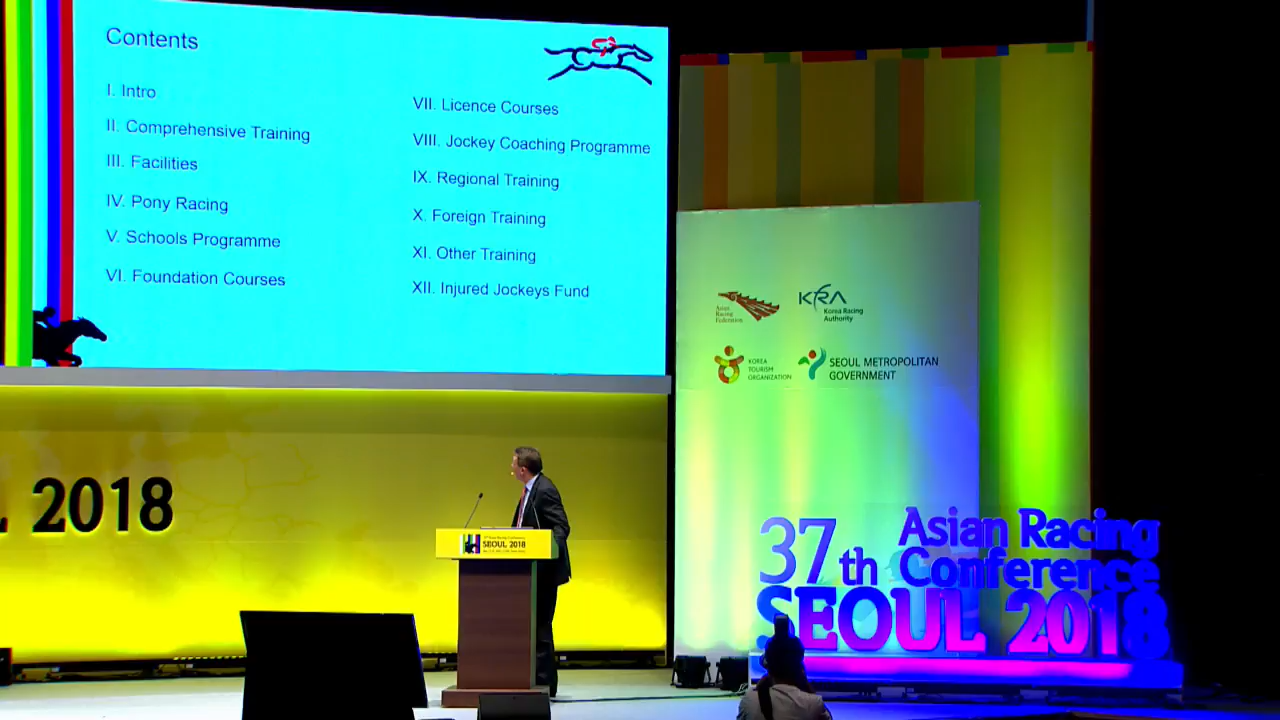 Contents
I. Intro
II. Comprehensive Training
III. Facilities
IV. Pony Racing
V. Schools Programme
VI. Foundation Courses
VII. Licence Courses
VIII. Jockey Coaching Programme
IX. Regional Training
X. Foreign Training
XI. Other Training
XII. Injured Jockeys Fund
Asian
Racing
Federation
KRA
Korea Racing
Authority
KOREA
TOURISM
ORGANIZATION
SEOUL METROPOLITAN
GOVERNMENT
2018
SEOUL 2018
37th Asian Racing
Conference
SEOUL 2018